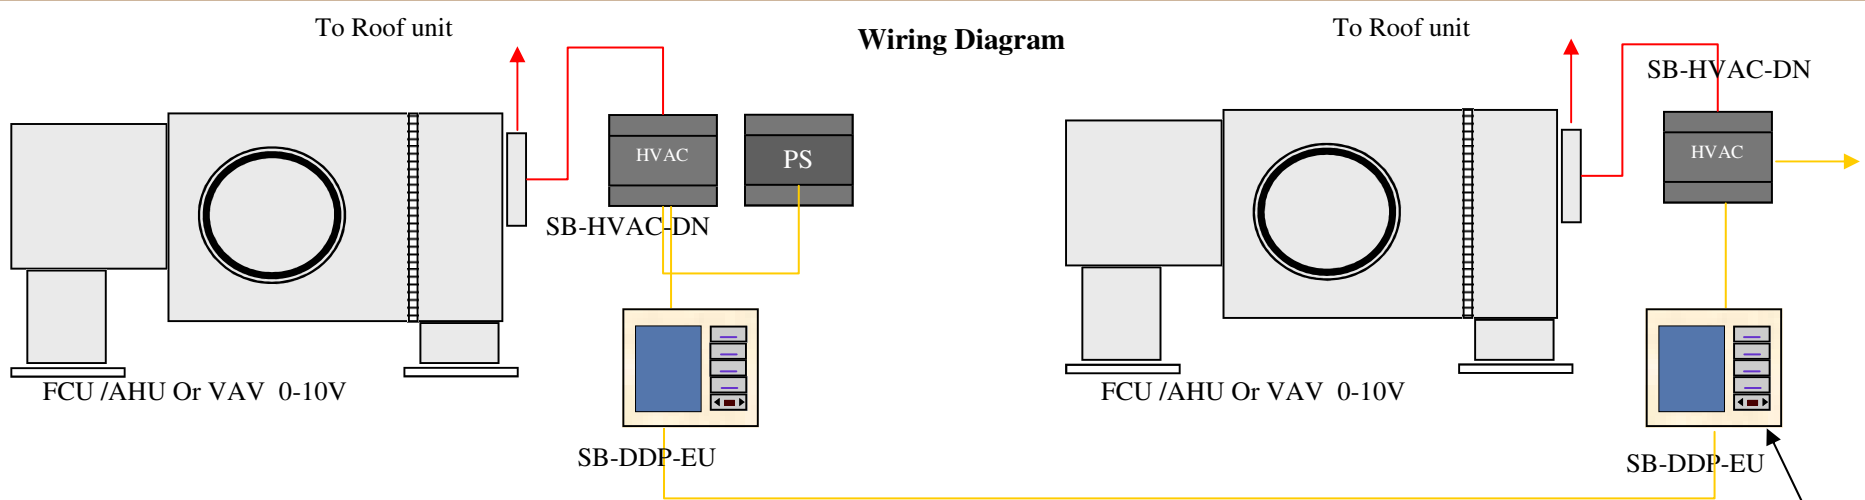 To Roof unit
Wiring Diagram
To Roof unit
SB-HVAC-DN
HVAC
PS
HVAC
SB-HVAC-DN
FCU /AHU Or VAV 0-10V
FCU /AHU Or VAV 0-10V
SB-DDP-EU
SB-DDP-EU